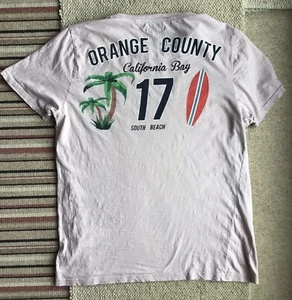 ORANGE COUNTY
California Bay
17
SOUTH BEACH